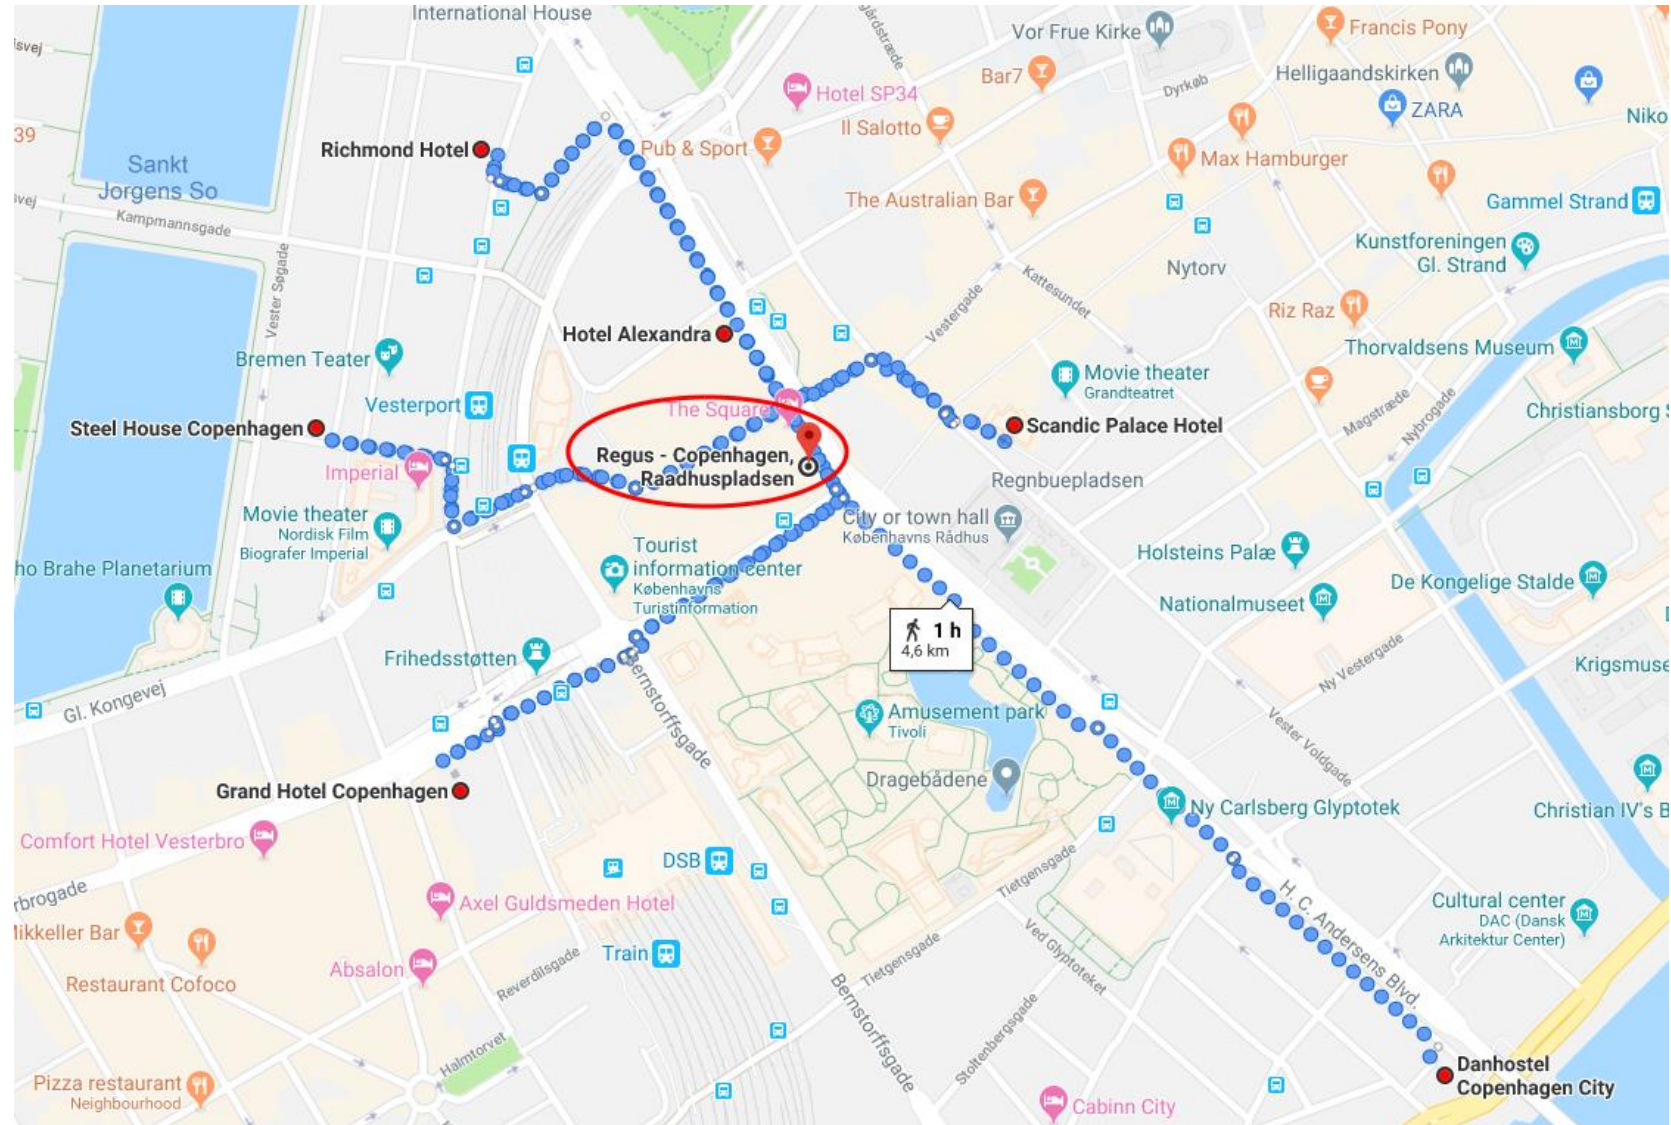 International House
Vor Frue Kirke
Francis Pony
Bar7
Helligaandskirken
Dyrkøb
Hotel SP34
ZARA
Niko
39
Il Salotto
Pub & Sport
Richmond Hotel
Max Hamburger
Sankt
Jorgens So
The Australian Bar
Gammel Strand
Kampmannsgade
Kunstforeningen
Gl. Strand
Nytorv
Kattesundet
Vester Søgade
Vestergade
Riz Raz
Hotel Alexandra
Thorvaldsens Museum
Bremen Teater
Movie theater
Grandteatret
Vesterport
The Square
Magstræde
Nybrogade
Christiansborg S
Steel House Copenhagen
Scandic Palace Hotel
Regus - Copenhagen,
Raadhuspladsen
Imperial
Regnbuepladsen
Movie theater
Nordisk Film
Biografer Imperial
City or town hall
Københavns Rådhus
Tourist
information center
Københavns
Turistinformation
Holsteins Palæ
ho Brahe Planetarium
De Kongelige Stalde
Nationalmuseet
1 h
4,6 km
Frihedsstøtten
Krigsmuse
Ny Vestergade
Gl. Kongevej
Bernstorffsgade
Amusement park
Tivoli
Vester Voldgade
Dragebådene
Grand Hotel Copenhagen
Ny Carlsberg Glyptotek
Christian IV's B
Comfort Hotel Vesterbro
DSB
Tietgensgade
rbrogade
H. C. Andersens Blvd.
Axel Guldsmeden Hotel
Cultural center
DAC (Dansk
Arkitektur Center)
Mikkeller Bar
Train
Tietgensgade
Ved Glyptoteket
Absalon
Reverdilsgade
Restaurant Cofoco
Bernstorffsgade
Stoltenbergsgade
Halmtorvet
Danhostel
Copenhagen City
Pizza restaurant
Neighbourhood
Cabinn City